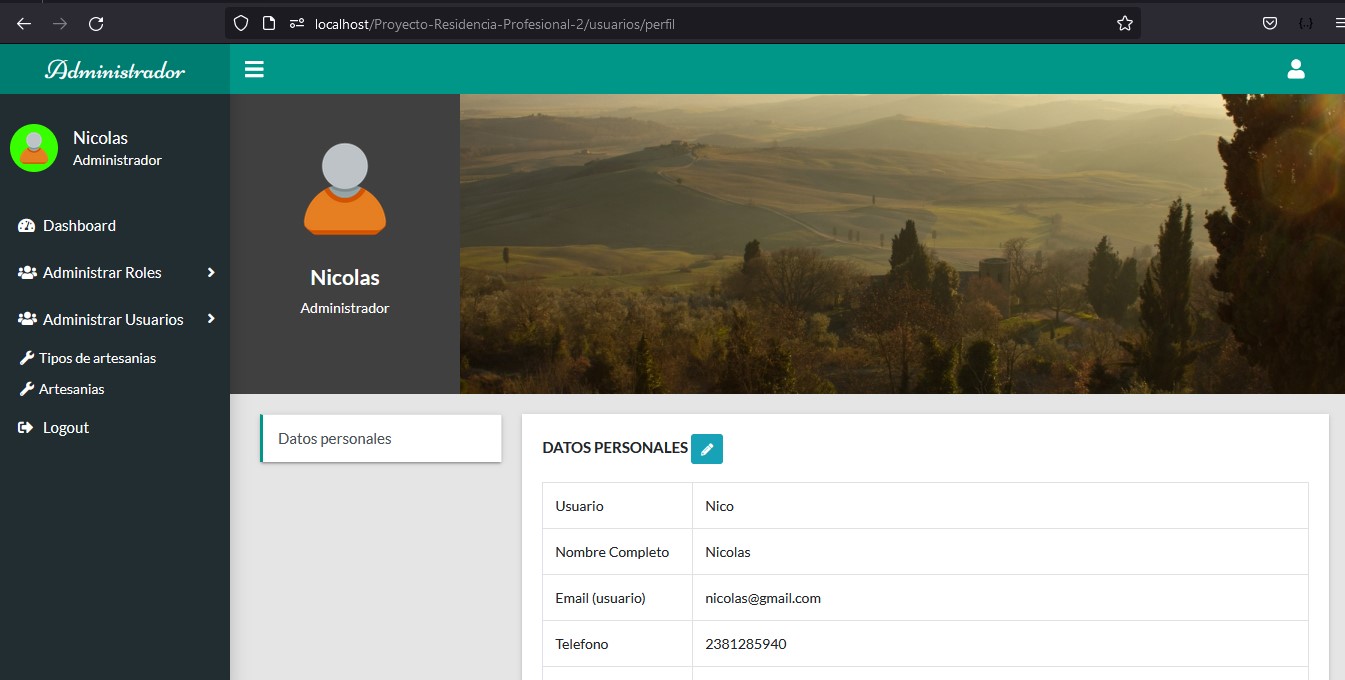 localhost/Proyecto-Residencia-Profesional-2/usuarios/perfil
Administrador
Nicolas
Administrador
Dashboard
Administrar Roles
Administrar Usuarios
Tipos de artesanias
Artesanias
Logout
Nicolas
Administrador
Datos personales
DATOS PERSONALES
Usuario Nico
Nombre Completo Nicolas
Email (usuario) nicolas@gmail.com
Telefono 2381285940